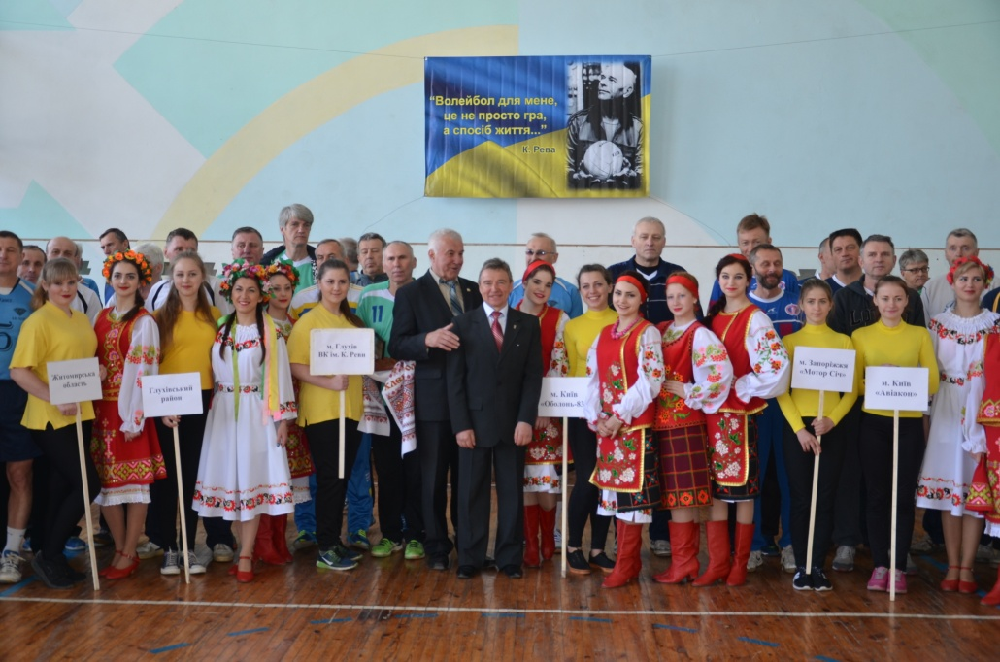 “Волейбол для мене,
це не просто гра,
а спосіб життя...”
К. Рева
Житомирська
область
Глухівський
район
м. Глухів
ВК ім. К. Реви
м. Київ
«Оболонь-83
м. Запоріжжя
«Мотор Січ»
м. Київ
«Авіакон»
11